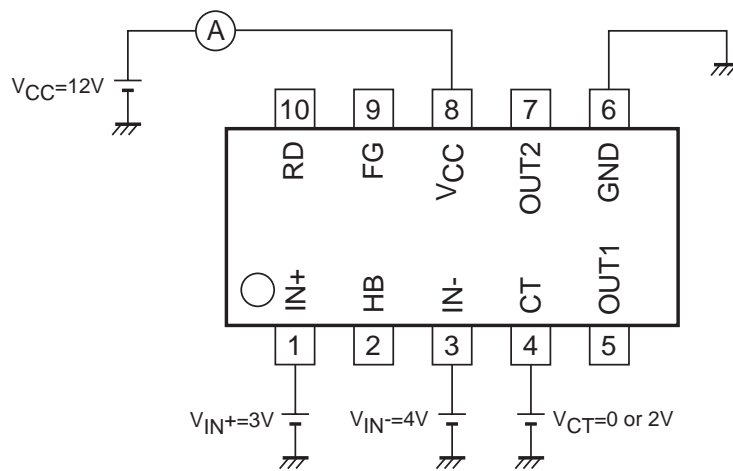 A
VCC=12V
10 9 8 7 6
RD FG VCC OUT2 GND
IN+ HB IN- CT OUT1
1 2 3 4 5
VIN+=3V VIN-=4V VCT=0 or 2V